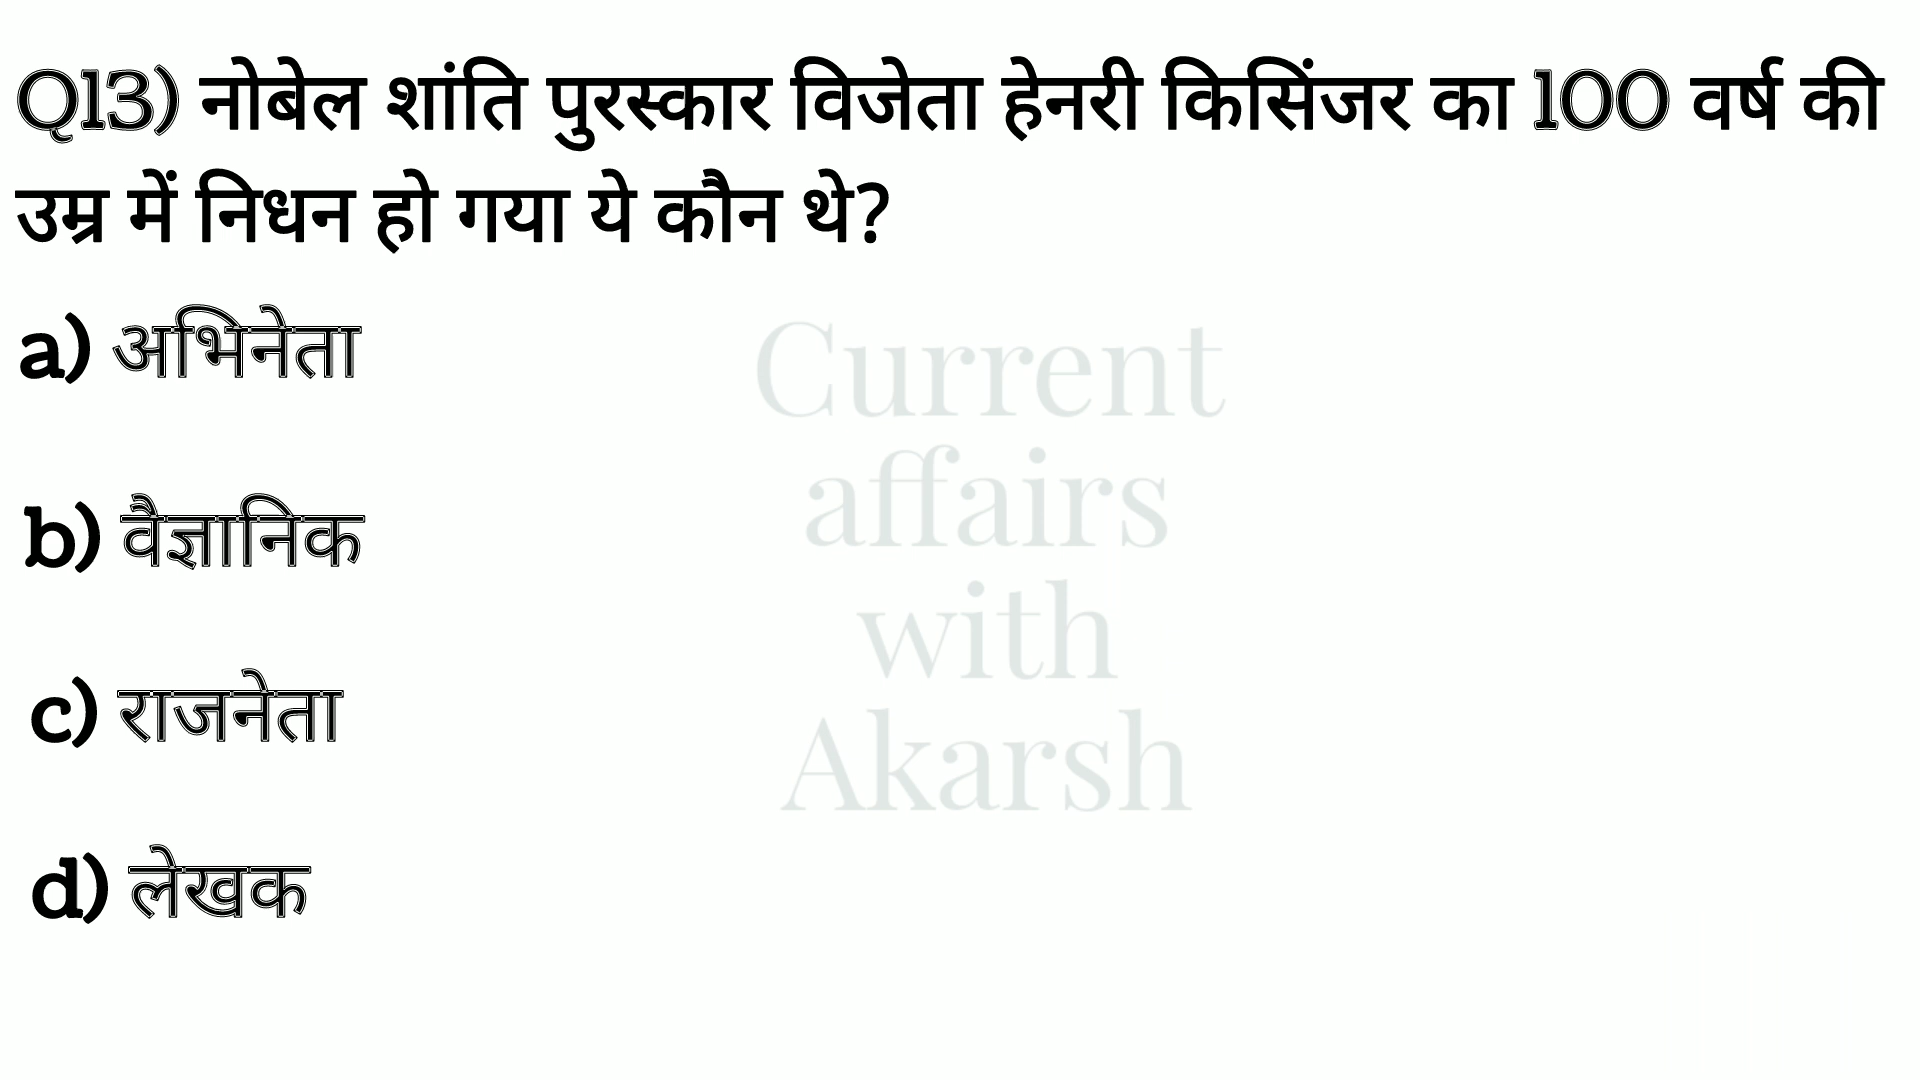 Q13) नोबेल शांति पुरस्कार विजेता हेनरी किसिंजर का 100 वर्ष की
उम्र में निधन हो गया ये कौन थे?
a) अभिनेता
b) वैज्ञानिक
c) राजनेता
d) लेखक
Current
affairs
with
Akarsh